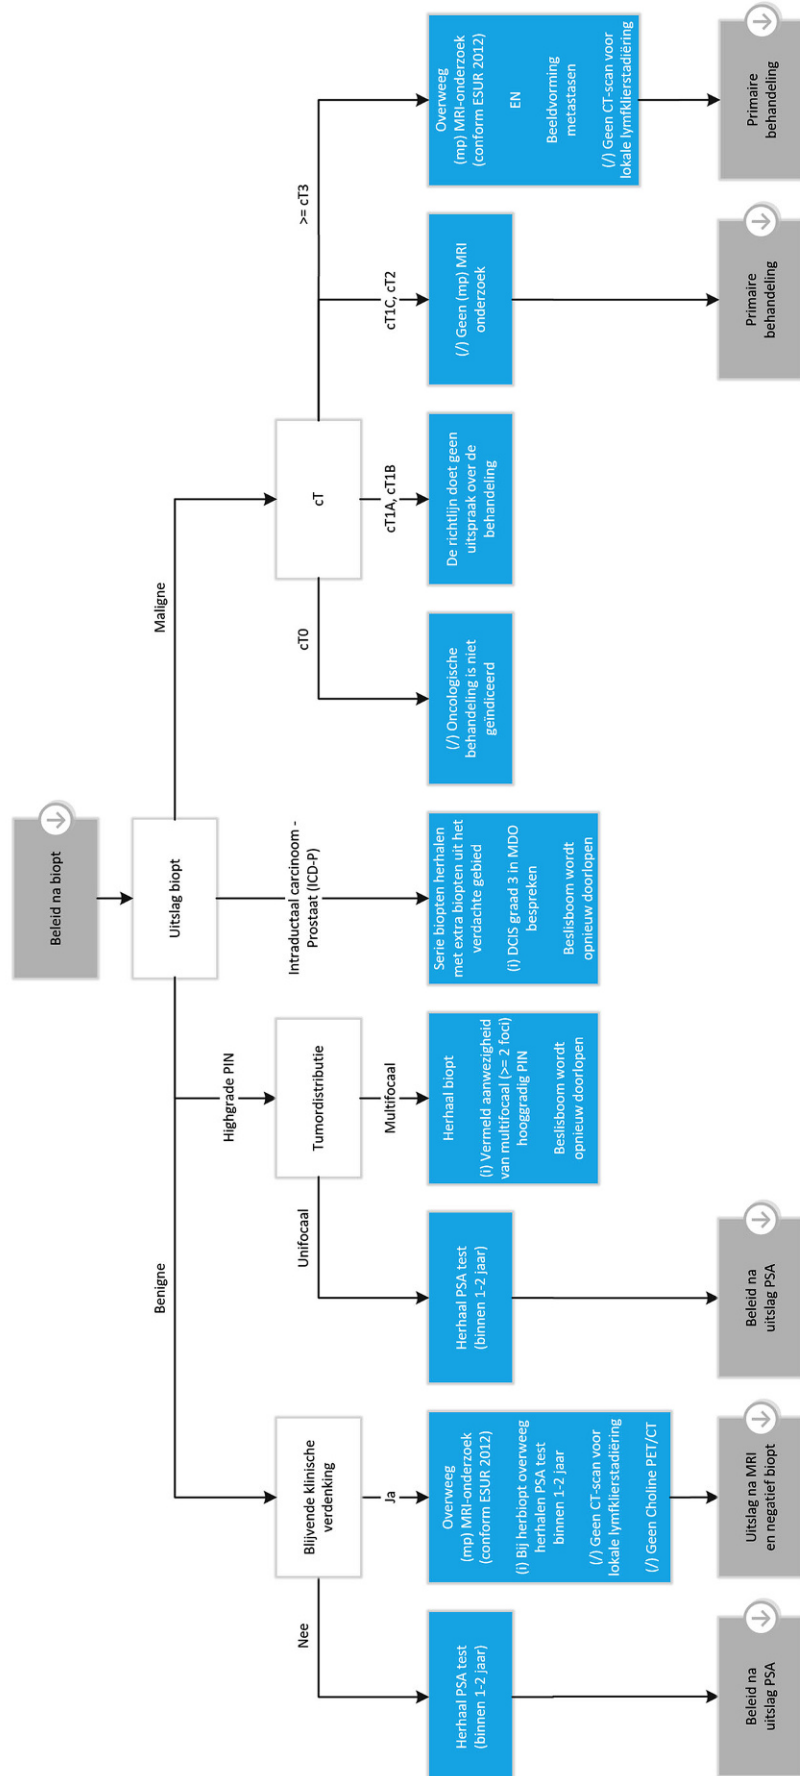 Beleid na biopt
Uitslag biopt
Benigne
Highgrade PIN
Intraductaal carcinoom -
Prostaat (ICD-P)
Maligne
Blijvende klinische
verdenking
Tumordistributie
cT
Nee
Ja
Unifocaal
Multifocaal
cT0
cT1A, cT1B
cT1C, cT2
>= cT3
Herhaal PSA test
(binnen 1-2 jaar)
Overweeg
(mp) MRI-onderzoek
(conform ESUR 2012)
(i) Bij herbiopt overweeg
herhalen PSA test
binnen 1-2 jaar
(/) Geen CT-scan voor
lokale lymfklierstadiëring
(/) Geen Choline PET/CT
Herhaal PSA test
(binnen 1-2 jaar)
Herhaal biopt
(i) Vermeld aanwezigheid
van multifocaal (>= 2 foci)
hooggradig PIN
Beslisboom wordt
opnieuw doorlopen
Serie biopten herhalen
met extra biopten uit het
verdachte gebied
(i) DCIS graad 3 in MDO
bespreken
Beslisboom wordt
opnieuw doorlopen
(/) Oncologische
behandeling is niet
geïndiceerd
De richtlijn doet geen
uitspraak over de
behandeling
(/) Geen (mp) MRI
onderzoek
Overweeg
(mp) MRI-onderzoek
(conform ESUR 2012)
EN
Beeldvorming
metastasen
(/) Geen CT-scan voor
lokale lymfklierstadiëring
Beleid na
uitslag PSA
Uitslag na MRI
en negatief biopt
Beleid na
uitslag PSA
Primaire
behandeling
Primaire
behandeling